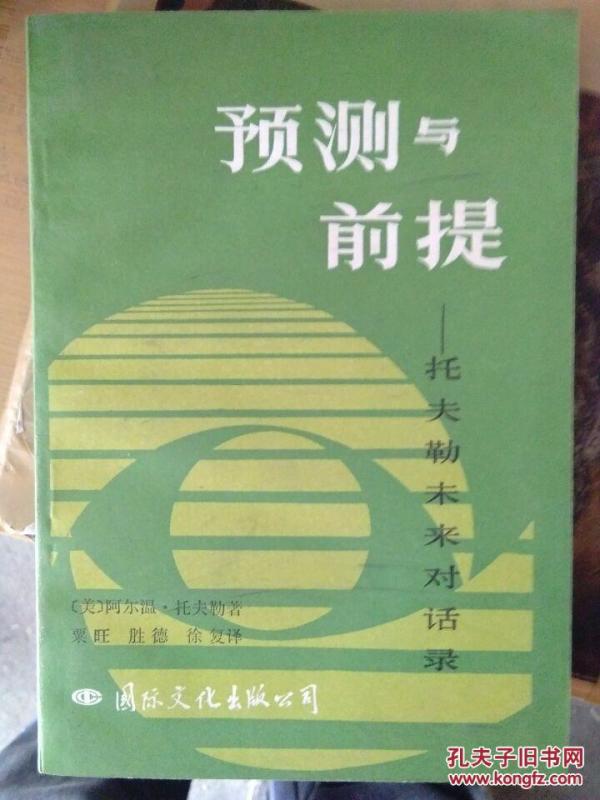 预测与
前提
——托夫勒未来对话录
〔美〕阿尔温·托夫勒著
粟旺 胜德 徐复译
国际文化出版公司
孔夫子旧书网
www.kongfz.com